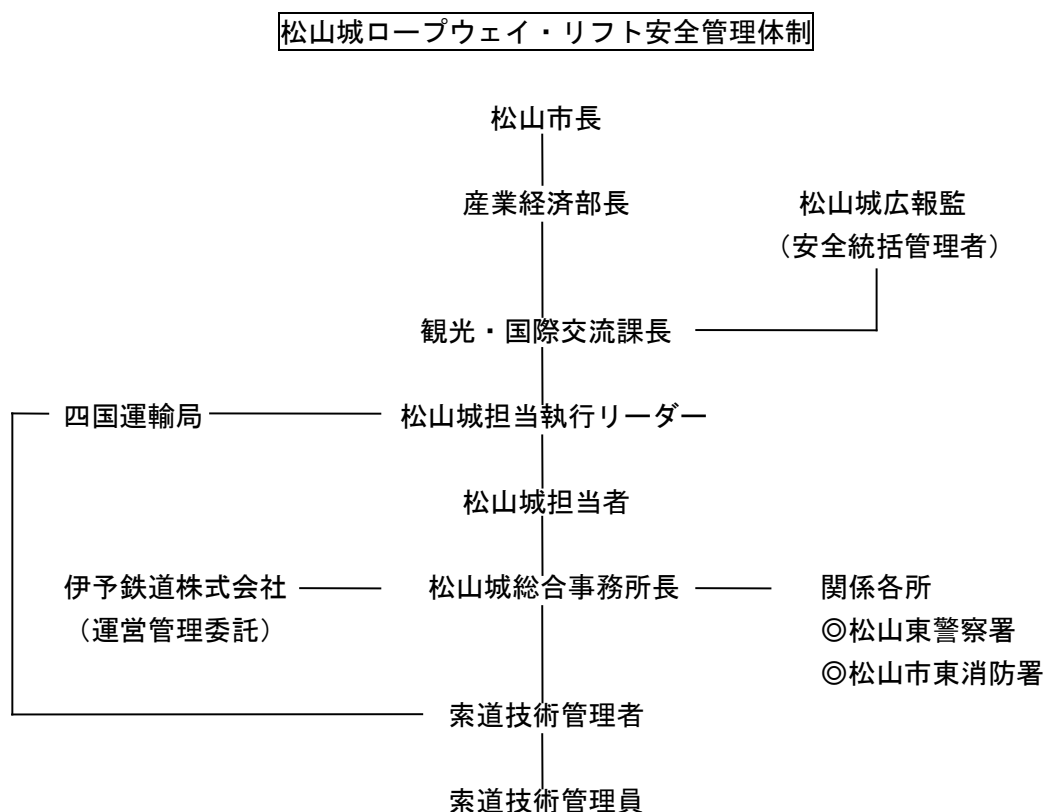 松山城ロープウェイ・リフト安全管理体制
松山市長
産業経済部長
松山城広報監
（安全統括管理者）
観光・国際交流課長
四国運輸局
松山城担当執行リーダー
松山城担当者
伊予鉄道株式会社
（運営管理委託）
松山城総合事務所長
関係各所
◎松山東警察署
◎松山市東消防署
索道技術管理者
索道技術管理員